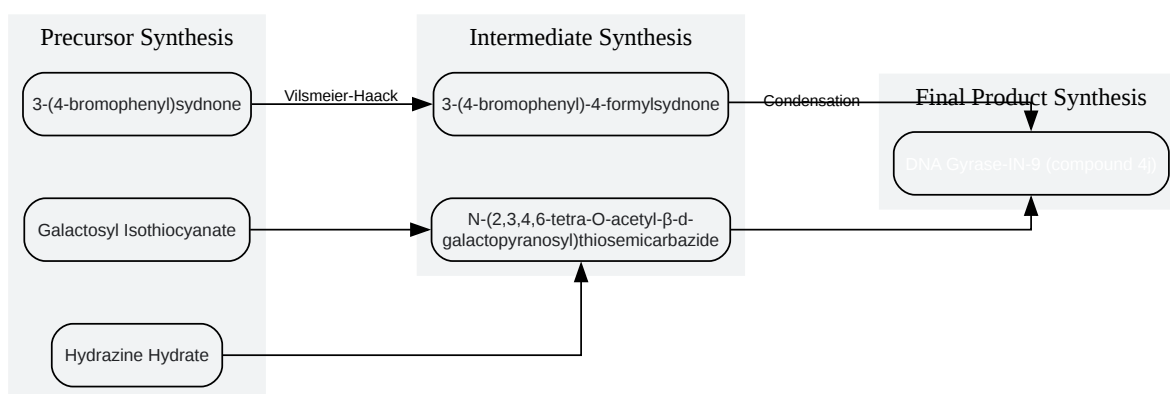 Precursor Synthesis
3-(4-bromophenyl)sydnone
Galactosyl Isothiocyanate
Hydrazine Hydrate
Vilsmeier-Haack
Intermediate Synthesis
3-(4-bromophenyl)-4-formylsydnone
N-(2,3,4,6-tetra-O-acetyl-β-d-
galactopyranosyl)thiosemicarbazide
Condensation
Final Product Synthesis
DNA Gyrase-IN-9 (compound 4j)